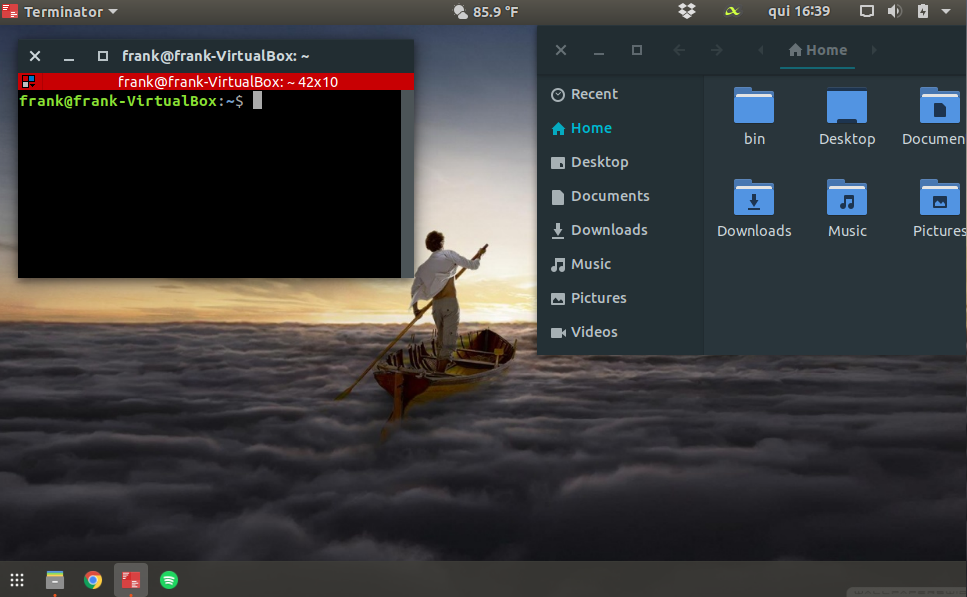 Terminator
85.9 °F
qui 16:39
frank@frank-VirtualBox: ~
frank@frank-VirtualBox: ~ 42x10
frank@frank-VirtualBox:~$
Home
Recent
Home
Desktop
Documents
Downloads
Music
Pictures
Videos
bin
Desktop
Documen
Downloads
Music
Pictures